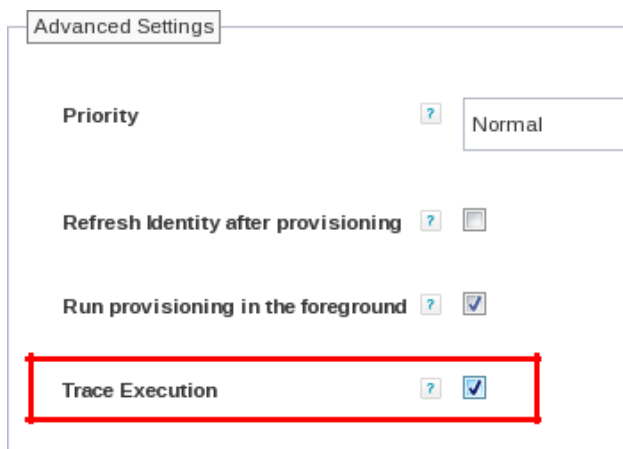 Advanced Settings
Priority ? Normal
Refresh Identity after provisioning ?
Run provisioning in the foreground ?
Trace Execution ?